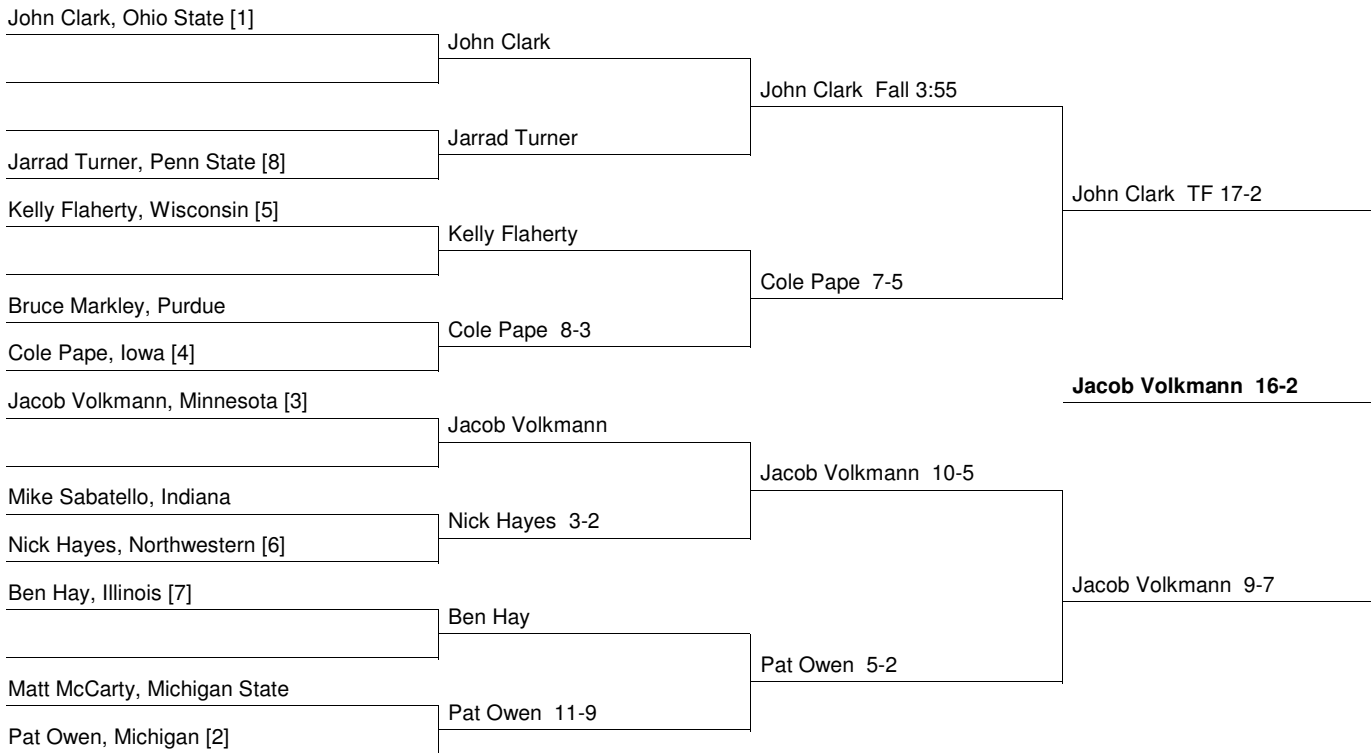 John Clark, Ohio State [1]
John Clark
John Clark  Fall 3:55
Jarrad Turner
Jarrad Turner, Penn State [8]
John Clark  TF 17-2
Kelly Flaherty, Wisconsin [5]
Kelly Flaherty
Cole Pape  7-5
Bruce Markley, Purdue
Cole Pape  8-3
Cole Pape, Iowa [4]
Jacob Volkmann  16-2
Jacob Volkmann, Minnesota [3]
Jacob Volkmann
Jacob Volkmann  10-5
Mike Sabatello, Indiana
Nick Hayes  3-2
Nick Hayes, Northwestern [6]
Jacob Volkmann  9-7
Ben Hay, Illinois [7]
Ben Hay
Pat Owen  5-2
Matt McCarty, Michigan State
Pat Owen  11-9
Pat Owen, Michigan [2]